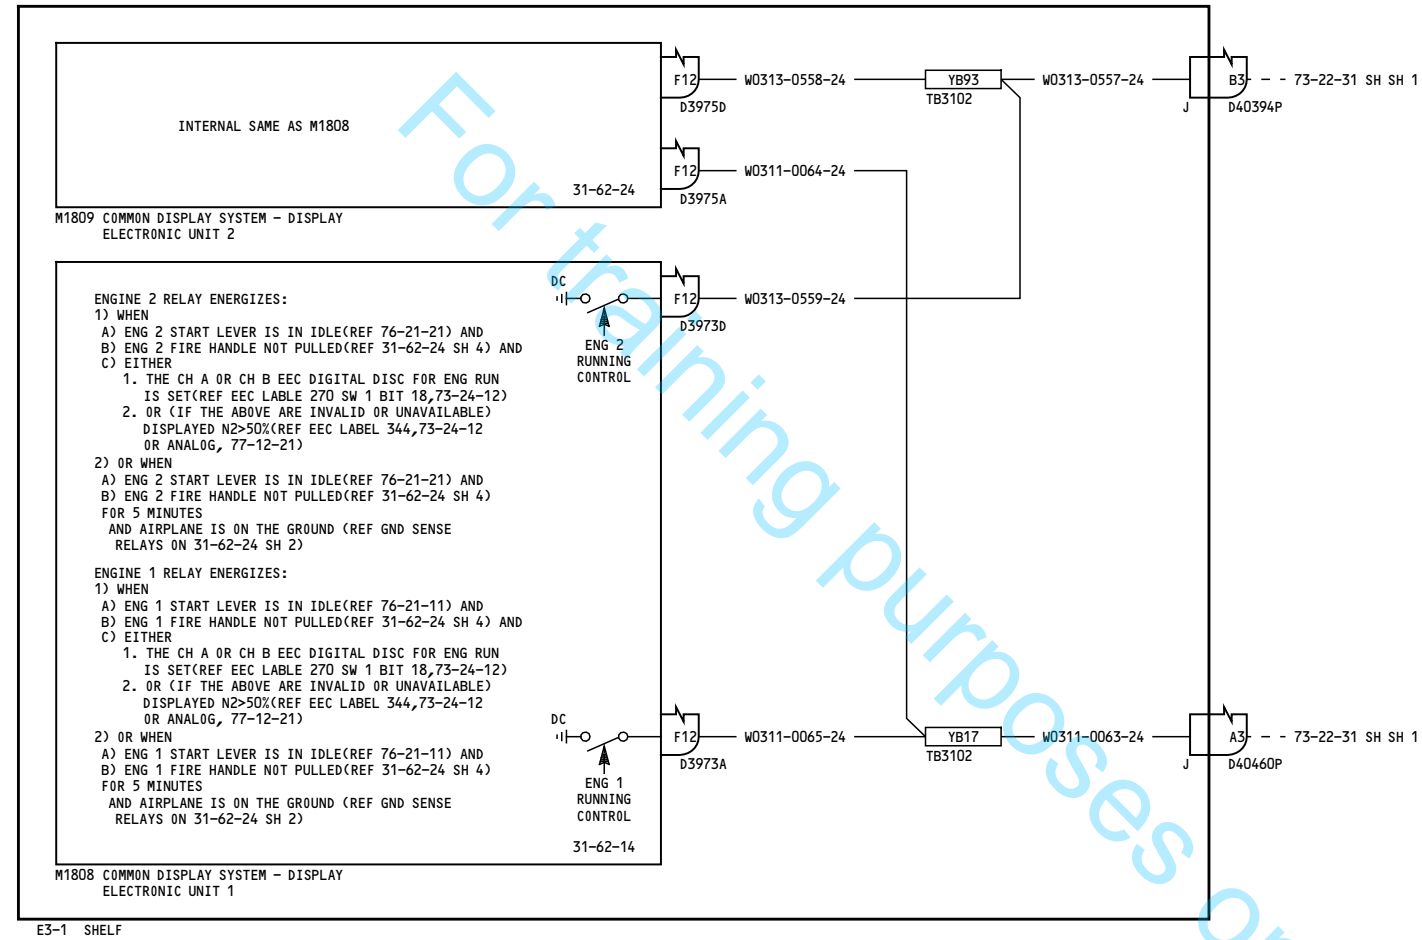 F12 W0313-0558-24 YB93 W0313-0557-24 B3 - - 73-22-31 SH SH 1
D3975D TB3102 J D40394P
INTERNAL SAME AS M1808
F12 W0311-0064-24
31-62-24 D3975A
M1809 COMMON DISPLAY SYSTEM - DISPLAY
ELECTRONIC UNIT 2
DC
F12 W0313-0559-24
D3973D
ENG 2
RUNNING
CONTROL
ENGINE 2 RELAY ENERGIZES:
1) WHEN
A) ENG 2 START LEVER IS IN IDLE(REF 76-21-21) AND
B) ENG 2 FIRE HANDLE NOT PULLED(REF 31-62-24 SH 4) AND
C) EITHER
1. THE CH A OR CH B EEC DIGITAL DISC FOR ENG RUN
IS SET(REF EEC LABLE 270 SW 1 BIT 18,73-24-12)
2. OR (IF THE ABOVE ARE INVALID OR UNAVAILABLE)
DISPLAYED N2>50%(REF EEC LABEL 344,73-24-12
OR ANALOG, 77-12-21)
2) OR WHEN
A) ENG 2 START LEVER IS IN IDLE(REF 76-21-21) AND
B) ENG 2 FIRE HANDLE NOT PULLED(REF 31-62-24 SH 4)
FOR 5 MINUTES
AND AIRPLANE IS ON THE GROUND (REF GND SENSE
RELAYS ON 31-62-24 SH 2)
ENGINE 1 RELAY ENERGIZES:
1) WHEN
A) ENG 1 START LEVER IS IN IDLE(REF 76-21-11) AND
B) ENG 1 FIRE HANDLE NOT PULLED(REF 31-62-24 SH 4) AND
C) EITHER
1. THE CH A OR CH B EEC DIGITAL DISC FOR ENG RUN
IS SET(REF EEC LABLE 270 SW 1 BIT 18,73-24-12)
2. OR (IF THE ABOVE ARE INVALID OR UNAVAILABLE)
DISPLAYED N2>50%(REF EEC LABEL 344,73-24-12
OR ANALOG, 77-12-21)
2) OR WHEN
A) ENG 1 START LEVER IS IN IDLE(REF 76-21-11) AND
B) ENG 1 FIRE HANDLE NOT PULLED(REF 31-62-24 SH 4)
FOR 5 MINUTES
AND AIRPLANE IS ON THE GROUND (REF GND SENSE
RELAYS ON 31-62-24 SH 2)
DC
F12 W0311-0065-24 YB17 W0311-0063-24 A3 - - 73-22-31 SH SH 1
D3973A TB3102 J D40460P
ENG 1
RUNNING
CONTROL
31-62-14
M1808 COMMON DISPLAY SYSTEM - DISPLAY
ELECTRONIC UNIT 1
E3-1 SHELF
For training purposes